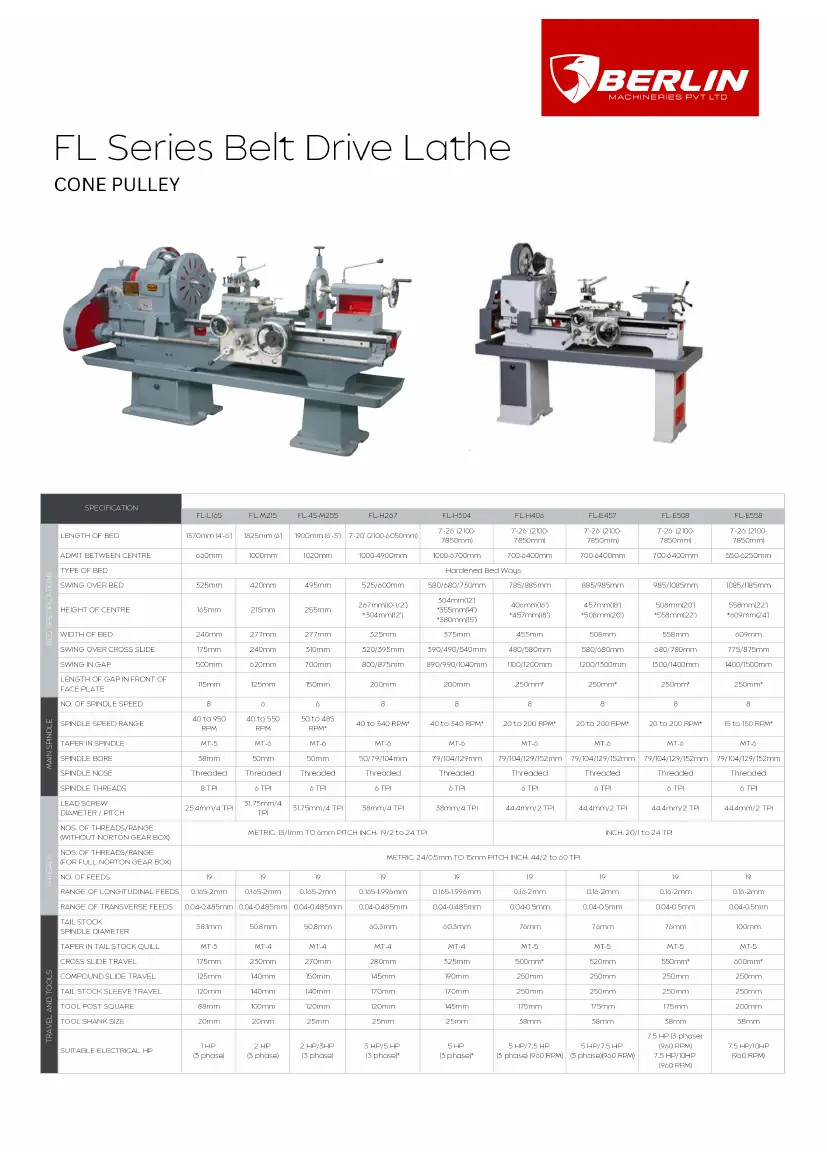 BERLIN
MACHINERIES PVT LTD
FL Series Belt Drive Lathe
CONE PULLEY
SPECIFICATION FL-L165 FL-M215 FL-4S-M255 FL-H267 FL-H304 FL-H406 FL-E457 FL-E508 FL-E558
BED SPECIFICATIONS
LENGTH OF BED 1370mm (4'-6") 1825mm (6') 1900mm (6'-3") 7'-20' (2100-6050mm) 7'-26' (2100-7850mm) 7'-26' (2100-7850mm) 7'-26' (2100-7850mm) 7'-26' (2100-7850mm) 7'-26' (2100-7850mm)
ADMIT BETWEEN CENTRE 660mm 1000mm 1020mm 1000-4900mm 1000-6700mm 700-6400mm 700-6400mm 700-6400mm 550-6250mm
TYPE OF BED Hardened Bed Ways
SWING OVER BED 325mm 420mm 495mm 525/600mm 580/680/730mm 785/885mm 885/985mm 985/1085mm 1085/1185mm
HEIGHT OF CENTRE 165mm 215mm 255mm 267mm(10-1/2") *304mm(12") 304mm(12") *355mm(14") *380mm(15") 406mm(16") *457mm(18") 457mm(18") *508mm(20") 508mm(20") *558mm(22") 558mm(22") *609mm(24")
WIDTH OF BED 240mm 277mm 277mm 325mm 375mm 455mm 508mm 558mm 609mm
SWING OVER CROSS SLIDE 175mm 240mm 310mm 320/395mm 390/490/540mm 480/580mm 580/680mm 680/780mm 775/875mm
SWING IN GAP 500mm 620mm 700mm 800/875mm 890/990/1040mm 1100/1200mm 1200/1300mm 1300/1400mm 1400/1500mm
LENGTH OF GAP IN FRONT OF FACE PLATE 115mm 125mm 150mm 200mm 200mm 250mm* 250mm* 250mm* 250mm*
MAIN SPINDLE
NO. OF SPINDLE SPEED 8 6 6 8 8 8 8 8 8
SPINDLE SPEED RANGE 40 to 950 RPM 40 to 550 RPM 50 to 485 RPM* 40 to 340 RPM* 40 to 340 RPM* 20 to 200 RPM* 20 to 200 RPM* 20 to 200 RPM* 15 to 150 RPM*
TAPER IN SPINDLE MT-5 MT-6 MT-6 MT-6 MT-6 MT-6 MT-6 MT-6 MT-6
SPINDLE BORE 38mm 50mm 50mm 50/79/104mm 79/104/129mm 79/104/129/152mm 79/104/129/152mm 79/104/129/152mm 79/104/129/152mm
SPINDLE NOSE Threaded Threaded Threaded Threaded Threaded Threaded Threaded Threaded Threaded
SPINDLE THREADS 8 TPI 6 TPI 6 TPI 6 TPI 6 TPI 6 TPI 6 TPI 6 TPI 6 TPI
THREADS
LEAD SCREW DIAMETER / PITCH 25.4mm/4 TPI 31.75mm/4 TPI 31.75mm/4 TPI 38mm/4 TPI 38mm/4 TPI 44.4mm/2 TPI 44.4mm/2 TPI 44.4mm/2 TPI 44.4mm/2 TPI
NOS. OF THREADS/RANGE (WITHOUT NORTON GEAR BOX) METRIC: 13/1mm TO 6mm PITCH INCH: 19/2 to 24 TPI INCH: 20/1 to 24 TPI
NOS. OF THREADS/RANGE (FOR FULL NORTON GEAR BOX) METRIC: 24/0.5mm TO 15mm PITCH INCH: 44/2 to 60 TPI
NO. OF FEEDS 19 19 19 19 19 19 19 19 19
RANGE OF LONGITUDINAL FEEDS 0.165-2mm 0.165-2mm 0.165-2mm 0.165-1.996mm 0.165-1.996mm 0.16-2mm 0.16-2mm 0.16-2mm 0.16-2mm
RANGE OF TRANSVERSE FEEDS 0.04-0.485mm 0.04-0.485mm 0.04-0.485mm 0.04-0.485mm 0.04-0.485mm 0.04-0.5mm 0.04-0.5mm 0.04-0.5mm 0.04-0.5mm
TRAVEL AND TOOLS
TAIL STOCK SPINDLE DIAMETER 38.1mm 50.8mm 50.8mm 60.3mm 60.3mm 76mm 76mm 76mm 100mm
TAPER IN TAIL STOCK QUILL MT-3 MT-4 MT-4 MT-4 MT-4 MT-5 MT-5 MT-5 MT-5
CROSS SLIDE TRAVEL 175mm 230mm 270mm 280mm 325mm 500mm* 520mm 550mm* 600mm*
COMPOUND SLIDE TRAVEL 125mm 140mm 150mm 145mm 190mm 250mm 250mm 250mm 250mm
TAIL STOCK SLEEVE TRAVEL 120mm 140mm 140mm 170mm 170mm 250mm 250mm 250mm 250mm
TOOL POST SQUARE 88mm 100mm 120mm 120mm 145mm 175mm 175mm 175mm 200mm
TOOL SHANK SIZE 20mm 20mm 25mm 25mm 25mm 38mm 38mm 38mm 38mm
SUITABLE ELECTRICAL HP 1 HP (3 phase) 2 HP (3 phase) 2 HP/3HP (3 phase) 3 HP/5 HP (3 phase)* 5 HP (3 phase)* 5 HP/7.5 HP (3 phase) (960 RPM) 5 HP/7.5 HP (3 phase)(960 RPM) 7.5 HP (3 phase) (960 RPM) 7.5 HP/10HP (960 RPM) 7.5 HP/10HP (960 RPM)